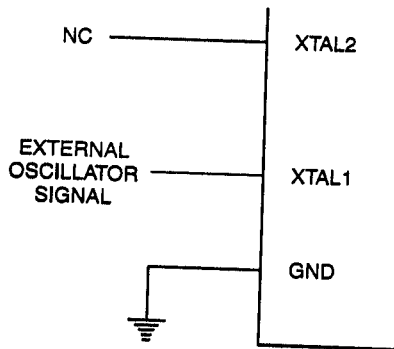 NC
XTAL2
EXTERNAL
OSCILLATOR
SIGNAL
XTAL1
GND